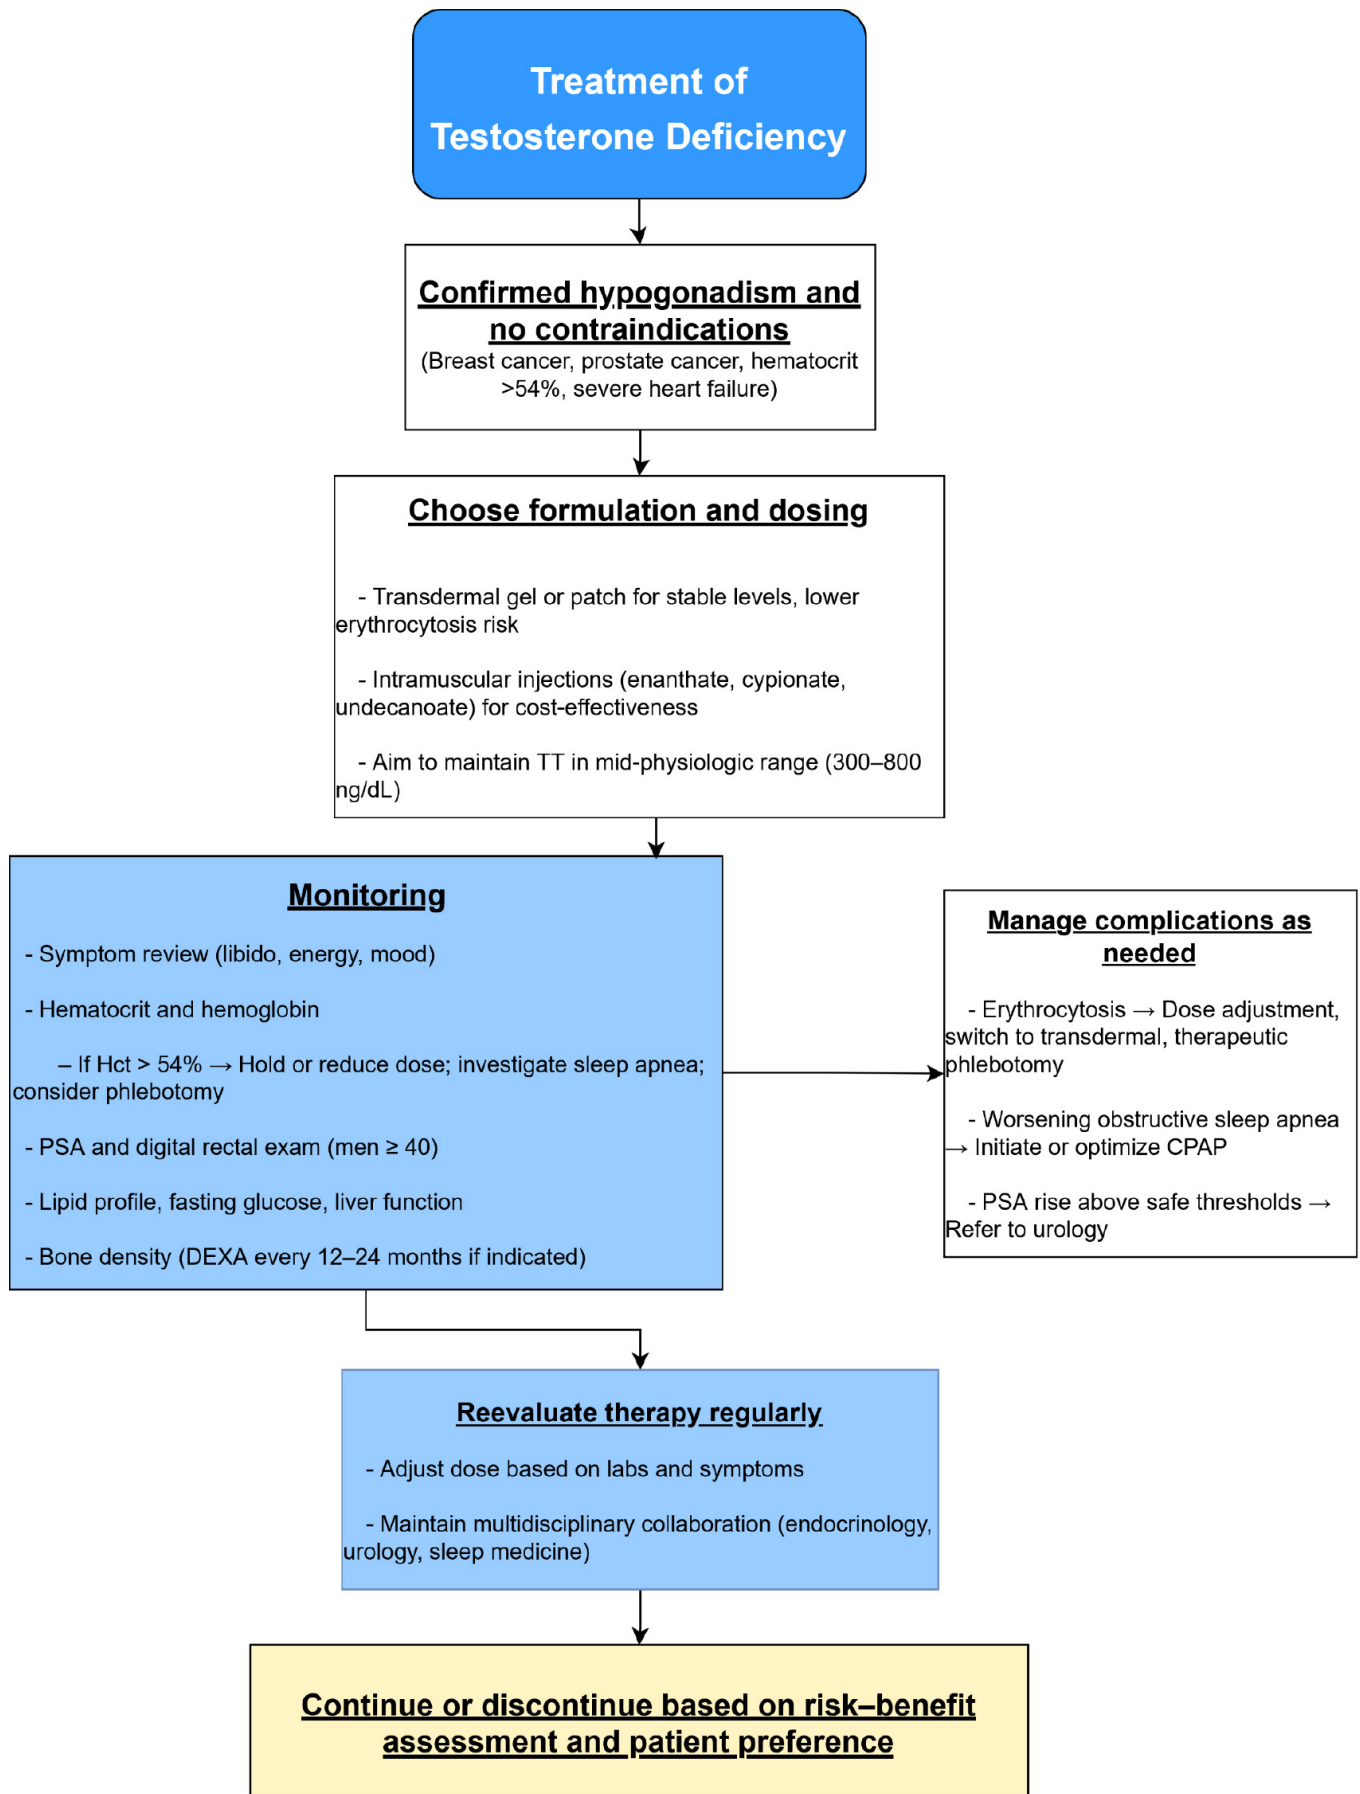 Treatment of
Testosterone Deficiency
Confirmed hypogonadism and
no contraindications
(Breast cancer, prostate cancer, hematocrit
>54%, severe heart failure)
Choose formulation and dosing
- Transdermal gel or patch for stable levels, lower
erythrocytosis risk
- Intramuscular injections (enanthate, cypionate,
undecanoate) for cost-effectiveness
- Aim to maintain TT in mid-physiologic range (300–800
ng/dL)
Monitoring
- Symptom review (libido, energy, mood)
- Hematocrit and hemoglobin
– If Hct > 54% → Hold or reduce dose; investigate sleep apnea;
consider phlebotomy
- PSA and digital rectal exam (men ≥ 40)
- Lipid profile, fasting glucose, liver function
- Bone density (DEXA every 12–24 months if indicated)
Manage complications as
needed
- Erythrocytosis → Dose adjustment,
switch to transdermal, therapeutic
phlebotomy
- Worsening obstructive sleep apnea
→ Initiate or optimize CPAP
- PSA rise above safe thresholds →
Refer to urology
Reevaluate therapy regularly
- Adjust dose based on labs and symptoms
- Maintain multidisciplinary collaboration (endocrinology,
urology, sleep medicine)
Continue or discontinue based on risk–benefit
assessment and patient preference